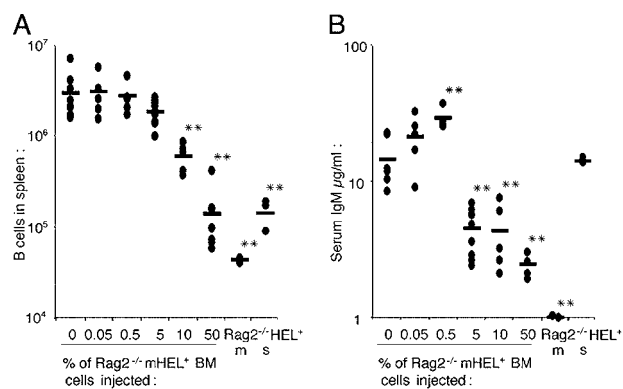 A
B
10⁷
10⁶
10⁵
10⁴
B cells in spleen :
** ** ** **
0 0.05 0.5 5 10 50 Rag2⁻/⁻HEL⁺
m s
% of Rag2⁻/⁻mHEL⁺ BM
cells injected :
100
10
1
Serum IgM µg/ml :
** ** ** ** **
0 0.05 0.5 5 10 50 Rag2⁻/⁻HEL⁺
m s
% of Rag2⁻/⁻mHEL⁺ BM
cells injected :